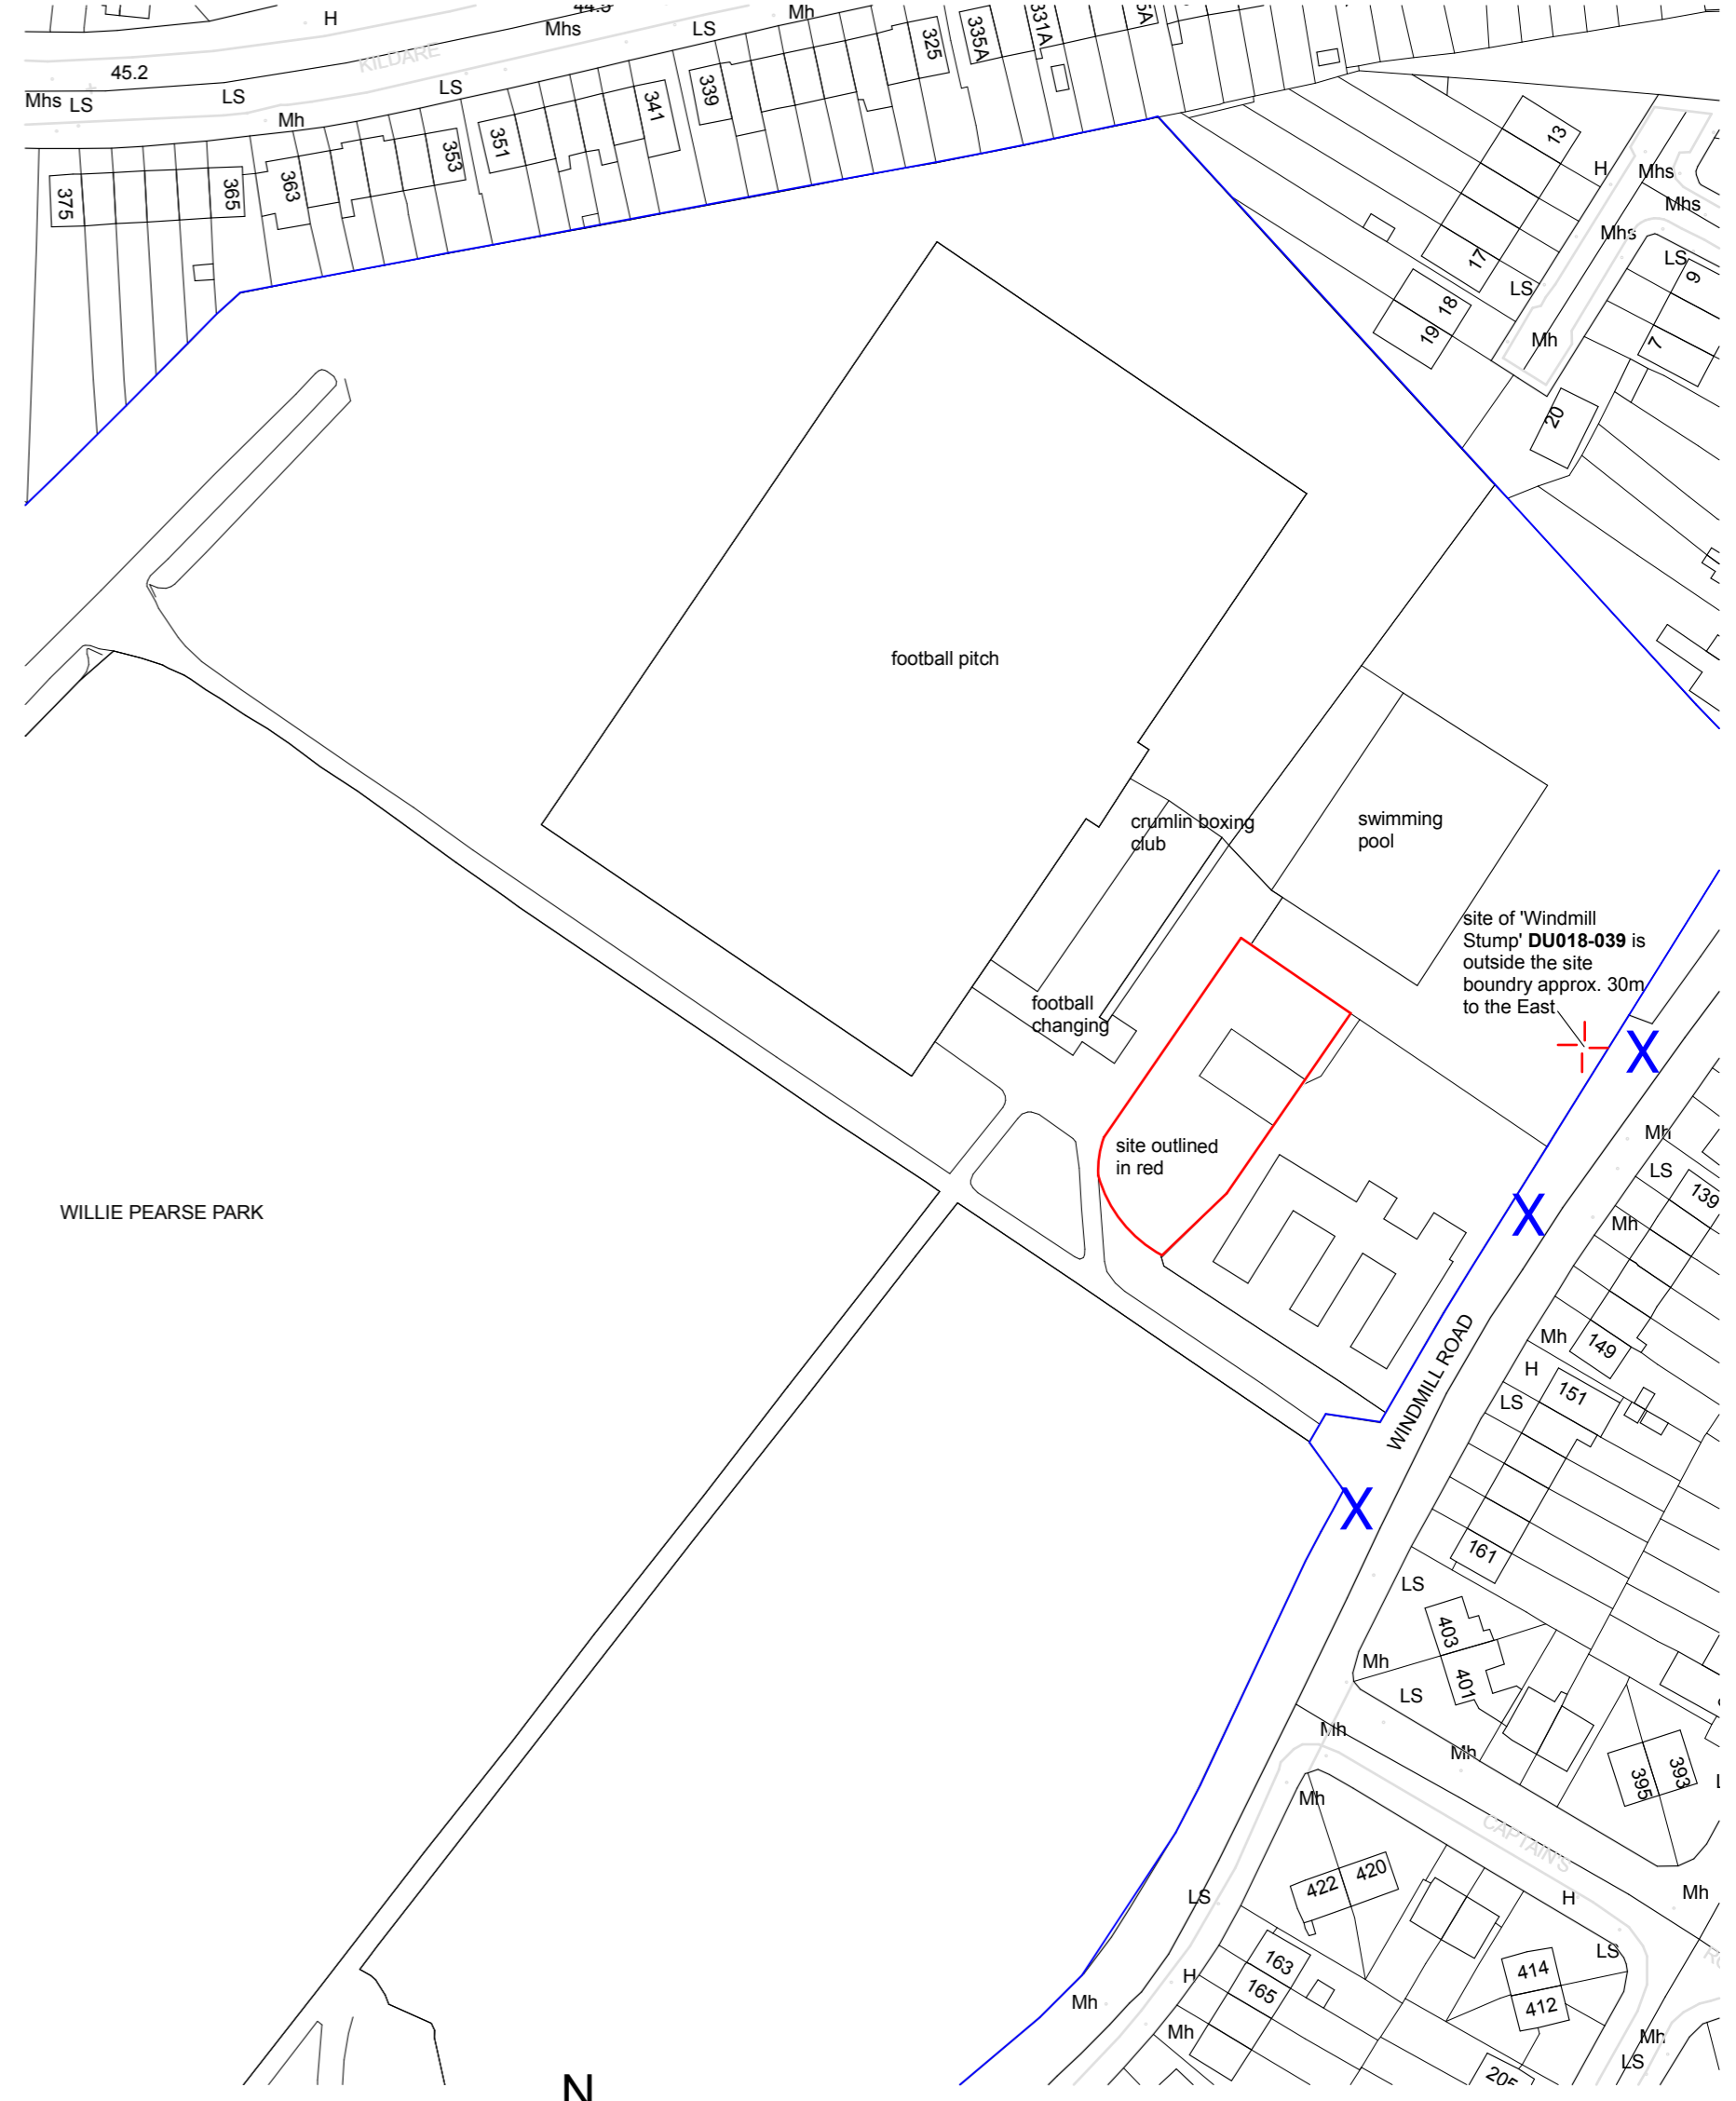 H
Mhs
LS
Mh
KILDARE
45.2
Mhs LS
LS
LS
Mh
325
335A
331A
339
341
351
353
363
365
375
13
H
Mhs
Mhs
Mhs
LS
9
17
LS
18
19
Mh
7
20
football pitch
crumlin boxing
club
swimming
pool
site of 'Windmill
Stump' DU018-039 is
outside the site
boundry approx. 30m
to the East
football
changing
X
site outlined
in red
Mh
LS
139
WILLIE PEARSE PARK
X
Mh
WINDMILL ROAD
Mh
149
H
151
LS
X
161
LS
403
Mh
401
LS
Mh
Mh
395
393
Mh
CAPTAIN'S
422
420
LS
H
Mh
163
LS
414
165
H
412
Mh
Mh
Mh
LS
205
N